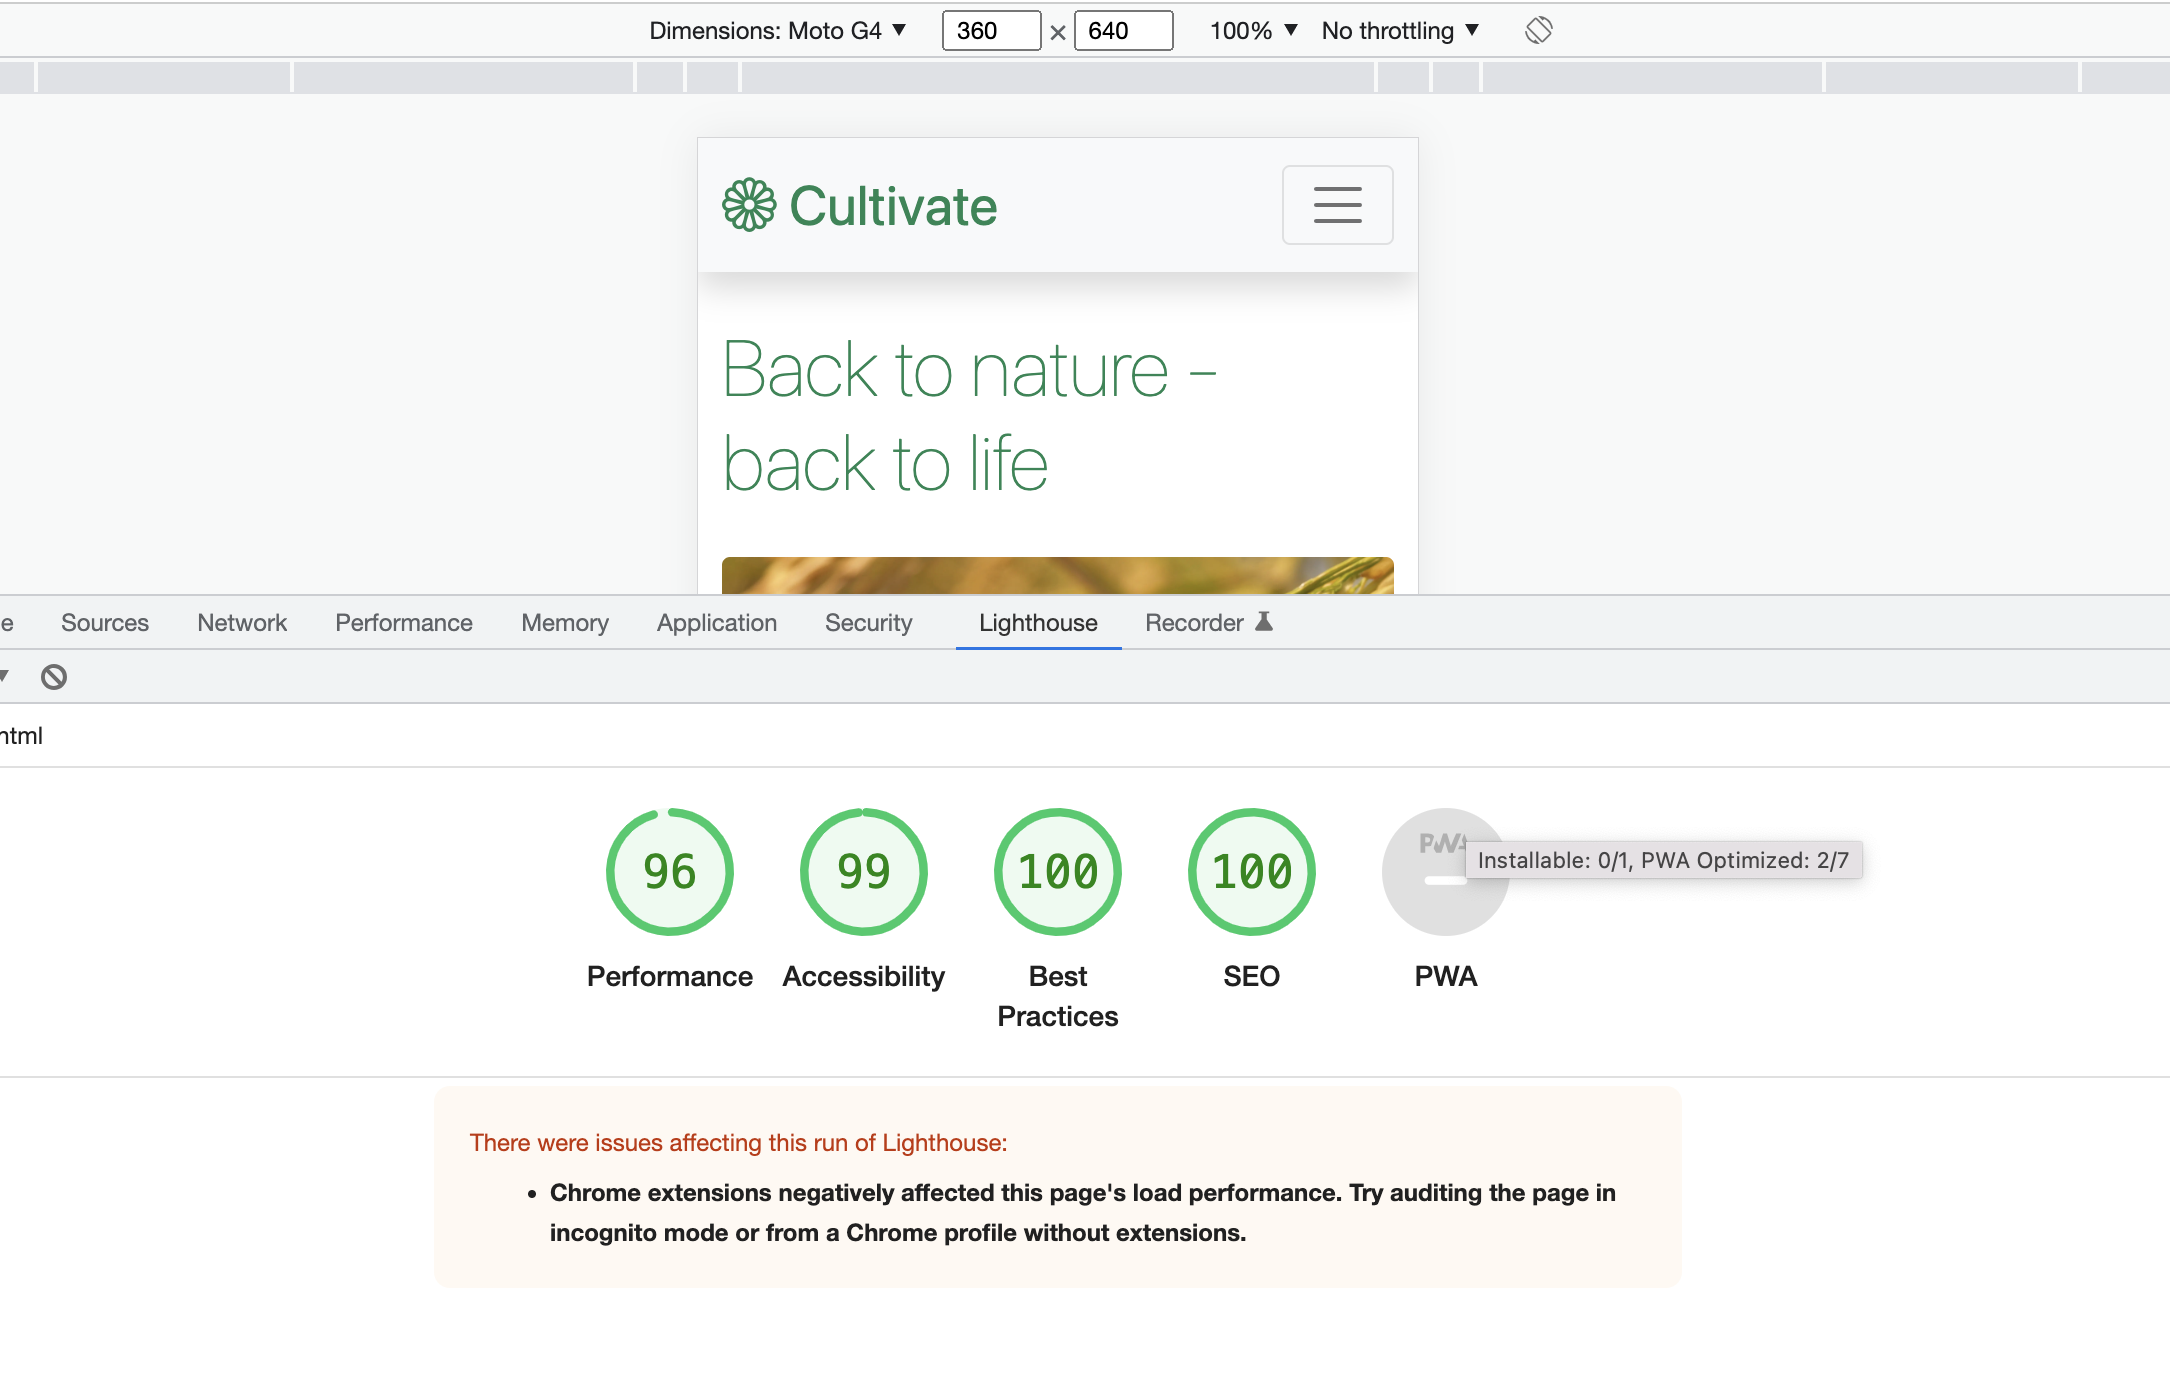 Dimensions: Moto G4 ▼ 360 × 640 100% ▼ No throttling ▼
Cultivate
Back to nature -
back to life
e Sources Network Performance Memory Application Security Lighthouse Recorder
html
96 99 100 100 PWA
Installable: 0/1, PWA Optimized: 2/7
Performance Accessibility Best Practices SEO PWA
There were issues affecting this run of Lighthouse:
• Chrome extensions negatively affected this page's load performance. Try auditing the page in
incognito mode or from a Chrome profile without extensions.